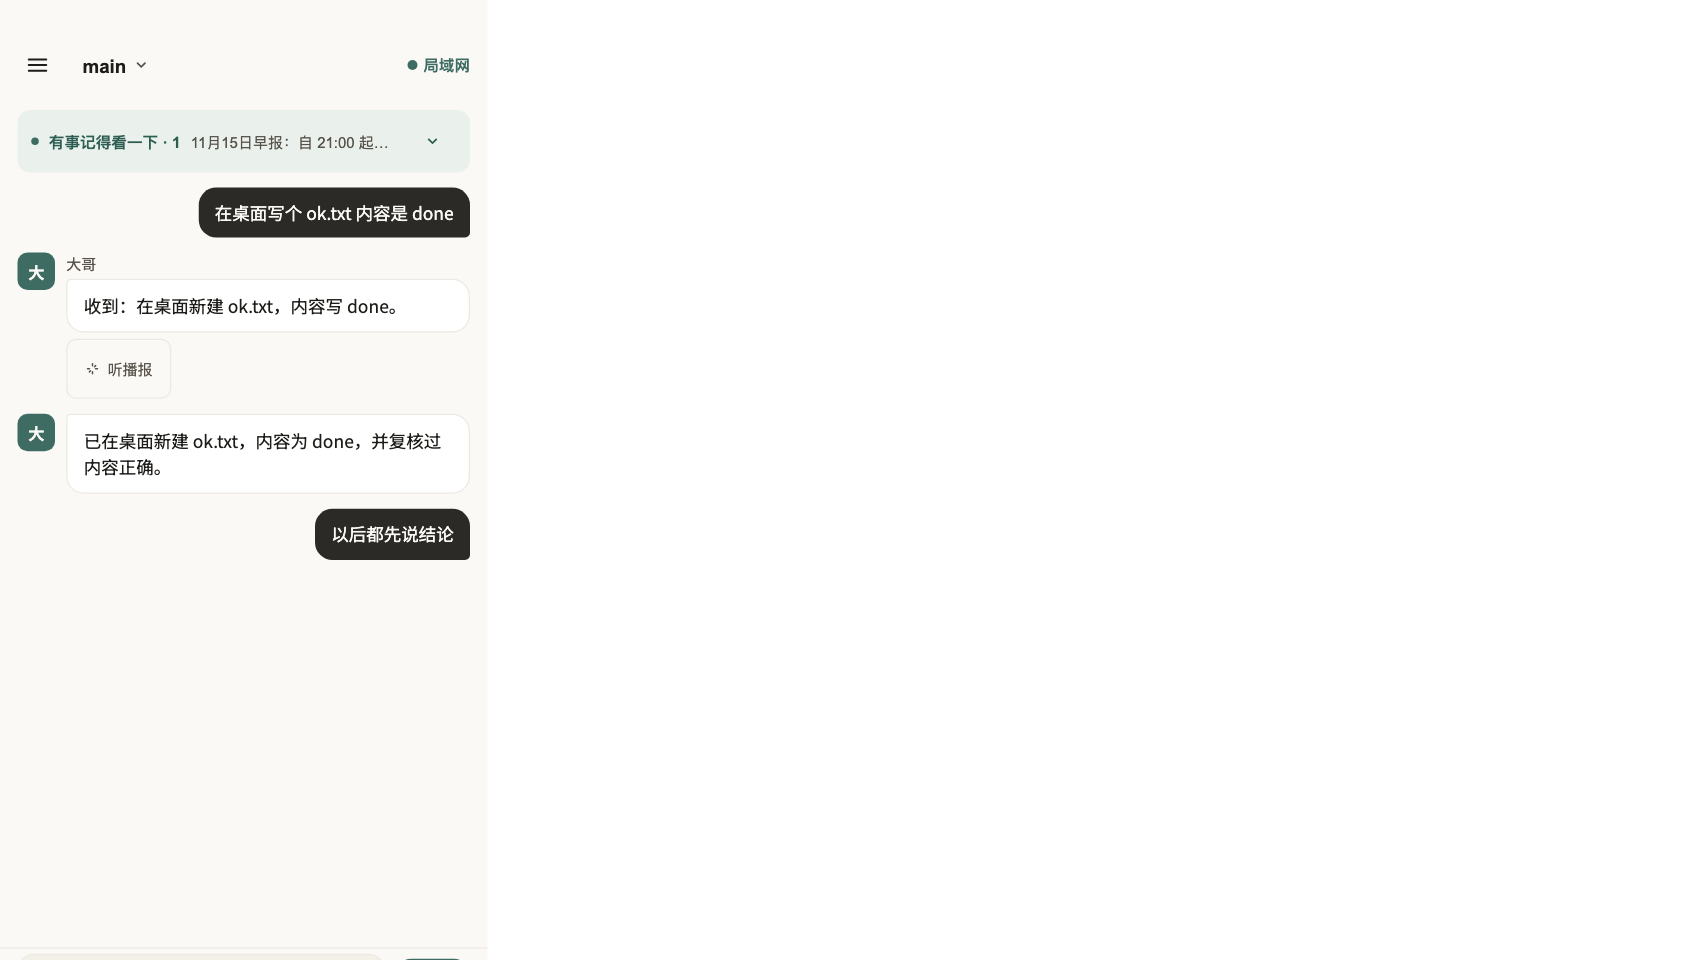 main
局域网
有事记得看一下 · 1 11月15日早报：自 21:00 起…
在桌面写个 ok.txt 内容是 done
大
大哥
收到：在桌面新建 ok.txt，内容写 done。
听播报
大
已在桌面新建 ok.txt，内容为 done，并复核过
内容正确。
以后都先说结论